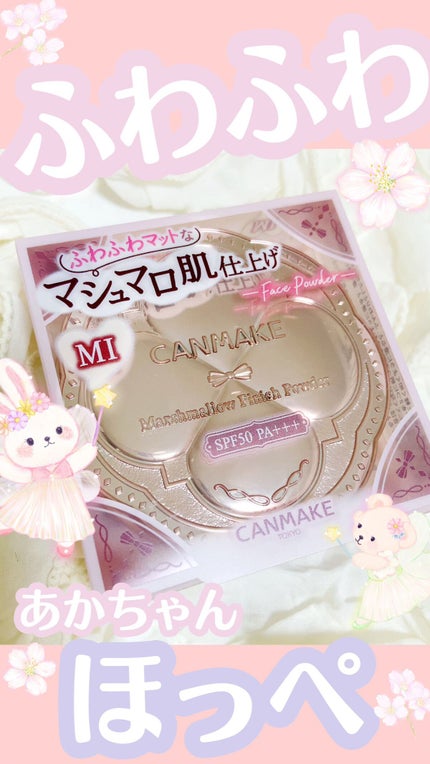 ふわふわ
ふわふわマットな
マシュマロ肌仕上げ
Face Powder
MI
CANMAKE
Marshmallow Finish Powder
SPF50 PA+++
CANMAKE
TOKYO
あかちゃん
ほっぺ